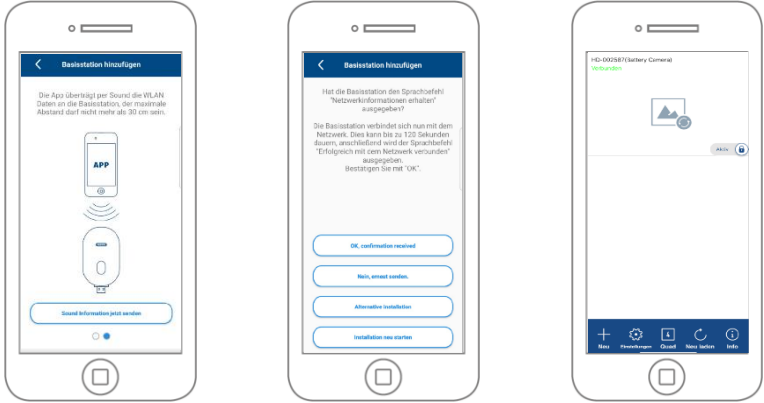 Basisstation hinzufügen
Die App überträgt per Sound die WLAN
Daten an die Basisstation, der maximale
Abstand darf nicht mehr als 30 cm sein.
APP
Sound Information jetzt senden
Basisstation hinzufügen
Hat die Basisstation des Sprachbefehl
"Netzwerkinformationen erhalten"
ausgegeben?
Die Basisstation verbindet sich nun mit dem
Netzwerk. Dies kann bis zu 120 Sekunden
dauern, anschließend wird der Sprachbefehl
"Erfolgreich mit dem Netzwerk verbunden"
ausgegeben.
Bestätigen Sie mit "OK".
OK, confirmation received
Nein, erneut senden.
Alternative Installation
Installation neu starten
HD-002587(Battery Camera)
Verbunden
Aktiv
Neu
Einstellungen
4
Quad
Neu laden
Info